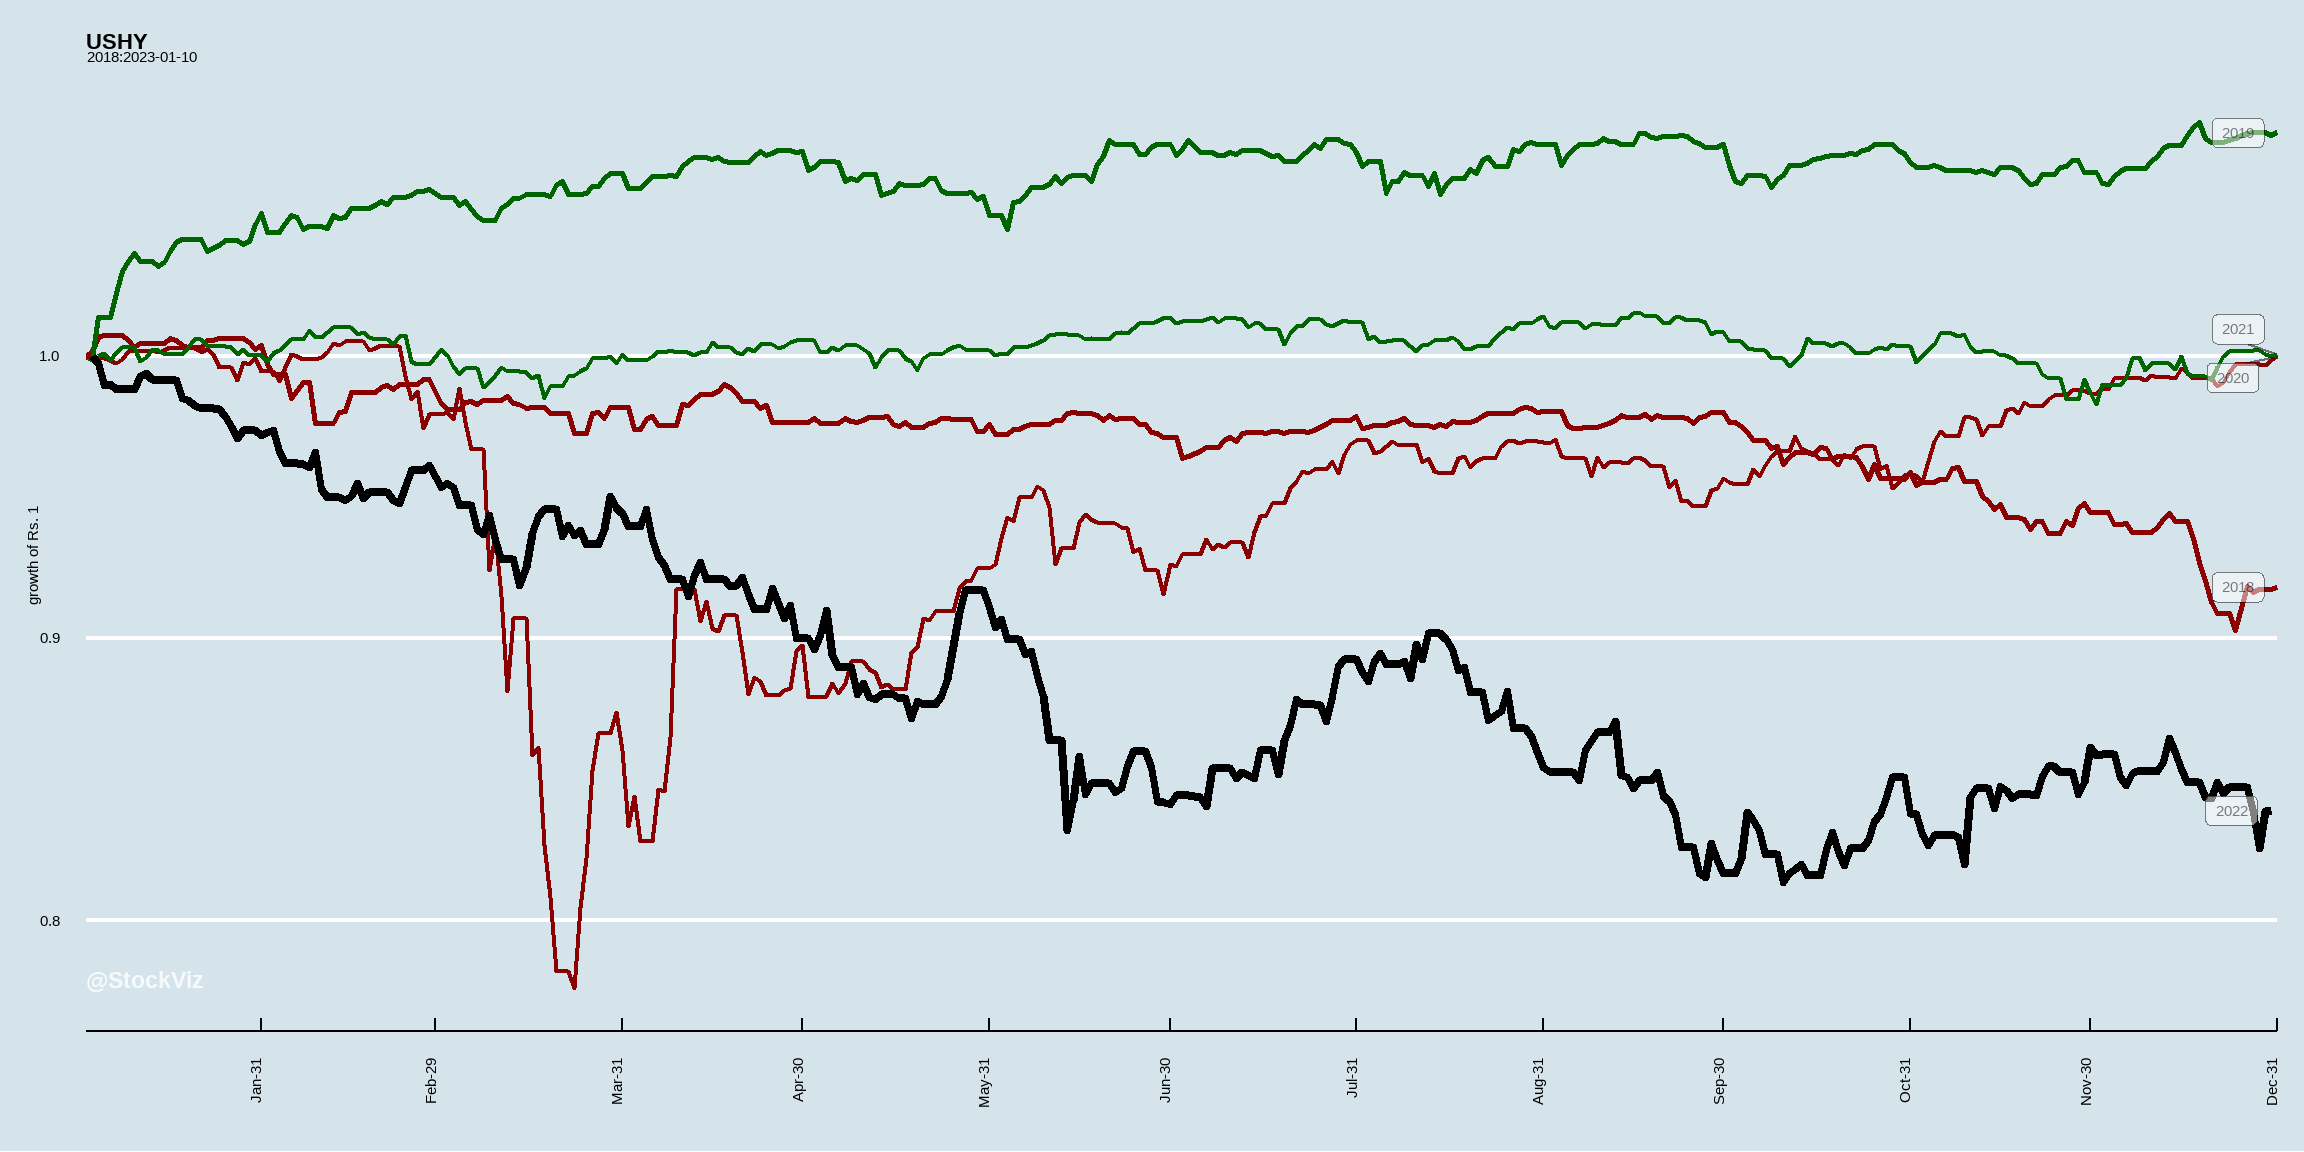 USHY
2018:2023-01-10
2019
2021
1.0
2020
growth of Rs. 1
2018
0.9
2022
0.8
@StockViz
Jan-31
Feb-29
Mar-31
Apr-30
May-31
Jun-30
Jul-31
Aug-31
Sep-30
Oct-31
Nov-30
Dec-31